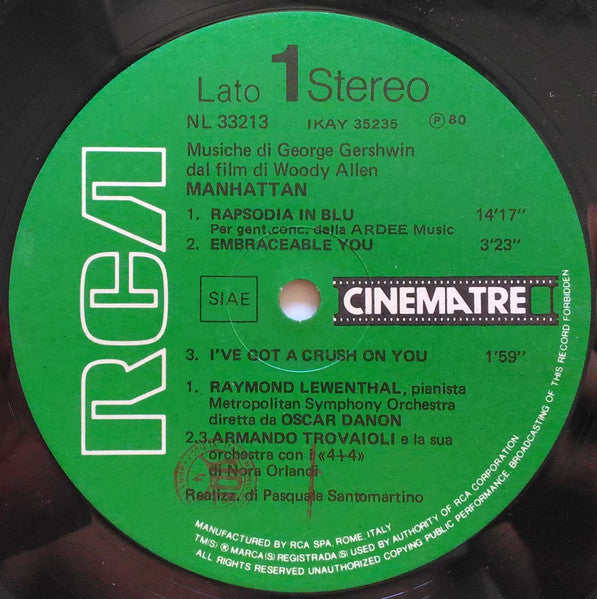 Lato 1 Stereo
NL 33213 IKAY 35235 Ⓟ 80
Musiche di George Gershwin
dal film di Woody Allen
MANHATTAN
1. RAPSODIA IN BLU 14'17"
Per gent.conc. della ARDEE Music
2. EMBRACEABLE YOU 3'23"
RCA
SIAE
CINEMATRE
3. I'VE GOT A CRUSH ON YOU 1'59"
1. RAYMOND LEWENTHAL, pianista
Metropolitan Symphony Orchestra
diretta da OSCAR DANON
2.3. ARMANDO TROVAIOLI e la sua
orchestra con i «4+4»
di Nora Orlandi
Realizz. di Pasquale Santomartino
MANUFACTURED BY RCA SPA, ROME, ITALY
TM(S) ® MARCA(S) REGISTRADA(S) USED BY AUTHORITY OF RCA CORPORATION
ALL RIGHTS RESERVED UNAUTHORIZED COPYING PUBLIC PERFORMANCE BROADCASTING OF THIS RECORD FORBIDDEN